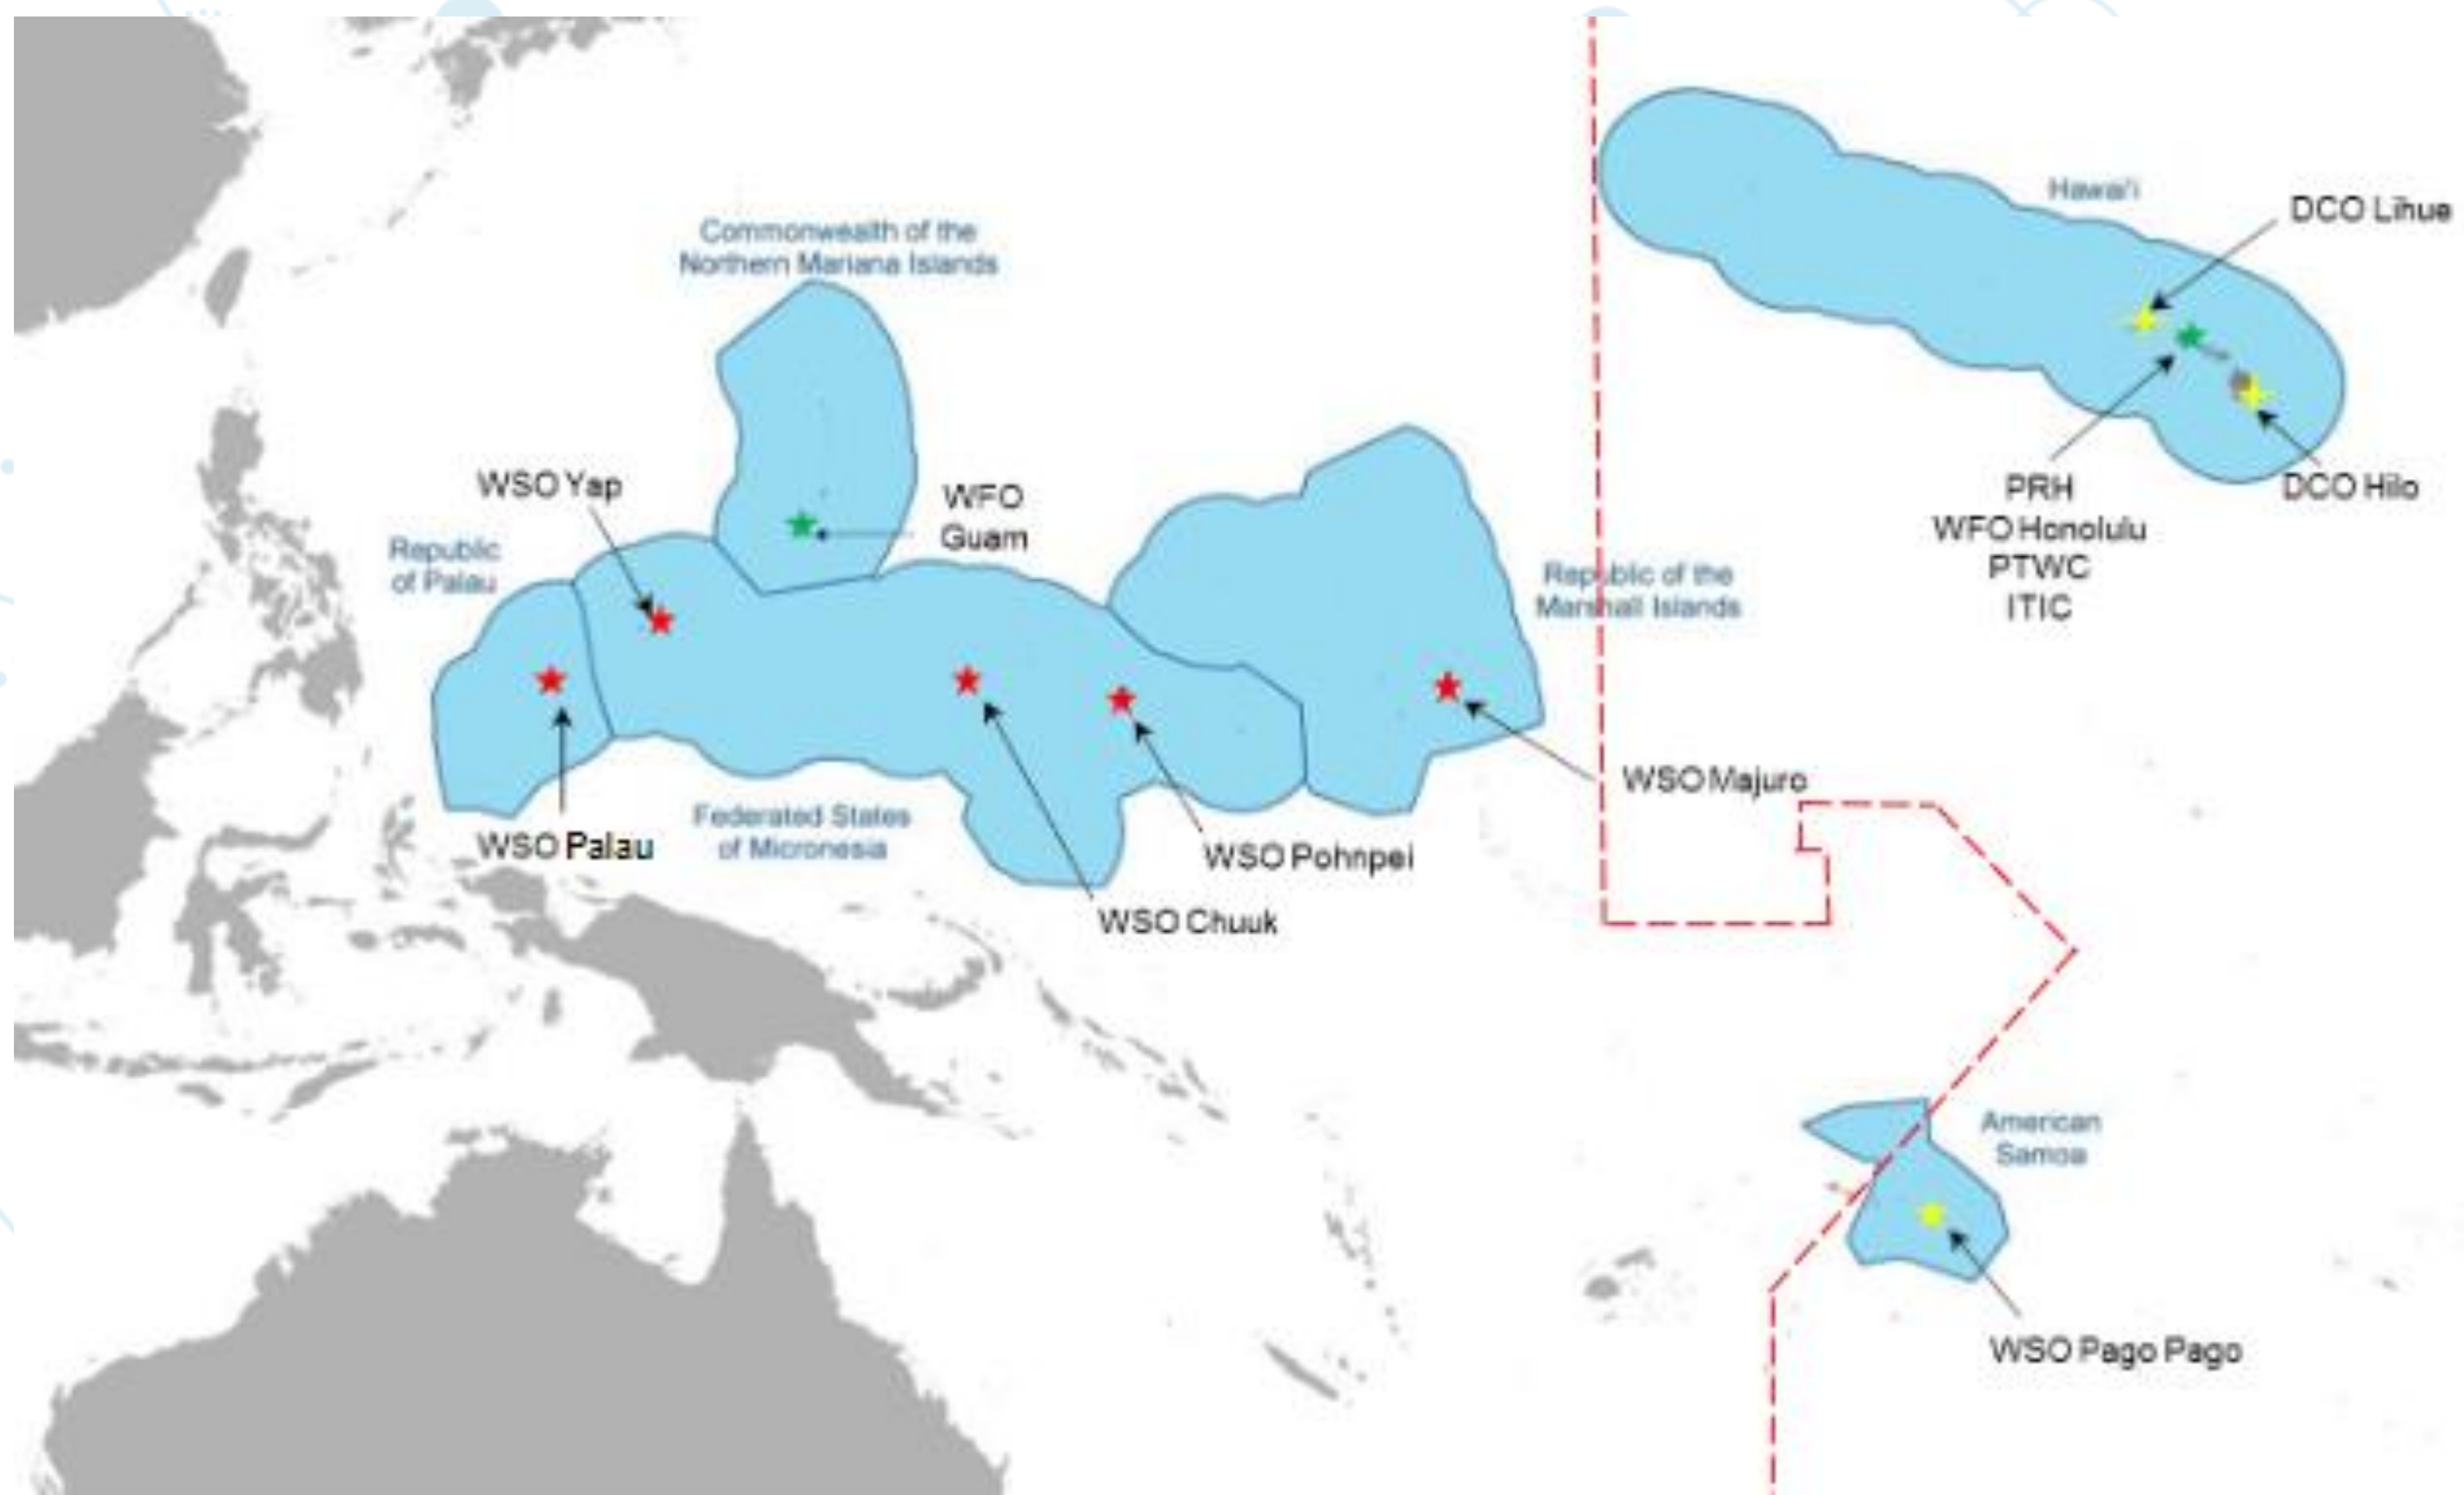 Hawai'i
DCO Lihue
Commonwealth of the
Northern Mariana Islands
WSO Yap
WFO
Guam
PRH
WFO Honolulu
PTWC
ITIC
DCO Hilo
Republic
of Palau
Republic of the
Marshall Islands
WSO Majuro
WSO Palau
Federated States
of Micronesia
WSO Pohnpei
WSO Chuuk
American
Samoa
WSO Pago Pago